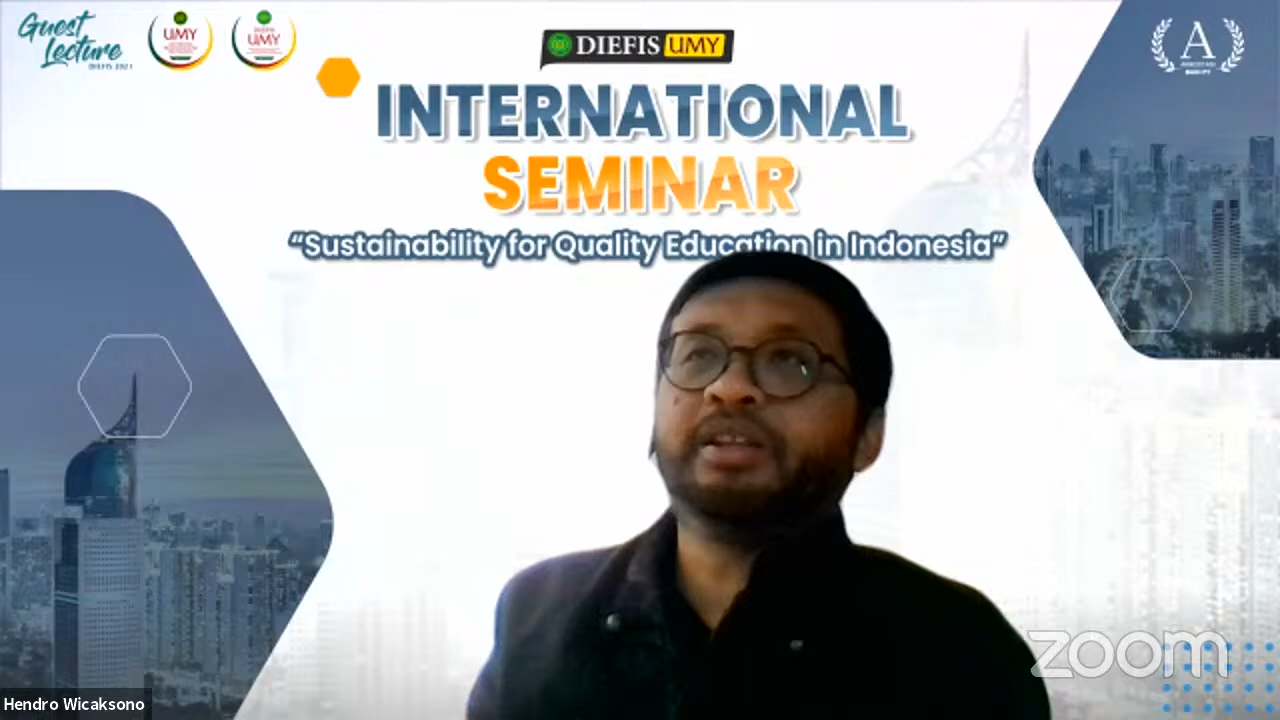 Guest
Lecture
DIEFIS 2021
UMY
UMY
DIEFIS UMY
A
INTERNATIONAL
SEMINAR
“Sustainability for Quality Education in Indonesia”
zoom
Hendro Wicaksono